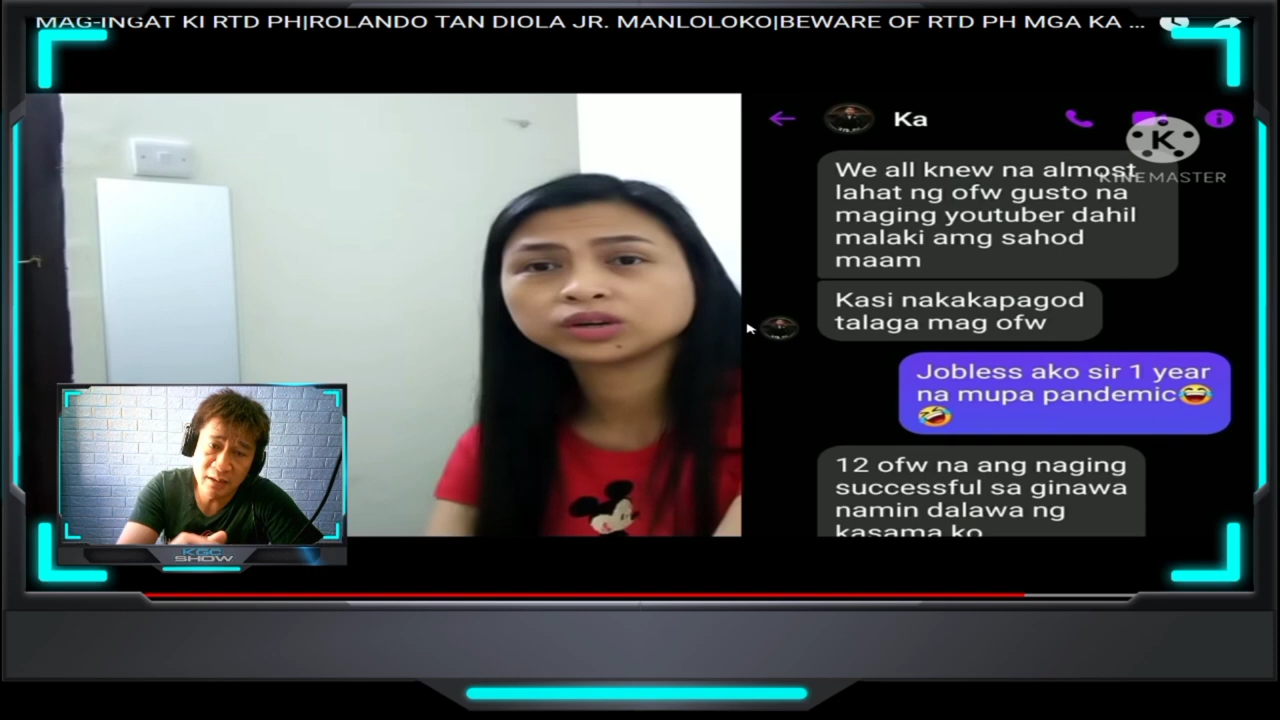 MAG-INGAT KI RTD PH|ROLANDO TAN DIOLA JR. MANLOLOKO|BEWARE OF RTD PH MGA KA ...
Ka
K
KINEMASTER
We all knew na almost
lahat ng ofw gusto na
maging youtuber dahil
malaki amg sahod
maam
Kasi nakakapagod
talaga mag ofw
Jobless ako sir 1 year
na mupa pandemic😂
🤣
12 ofw na ang naging
successful sa ginawa
namin dalawa ng
kasama ko
KGC
SHOW